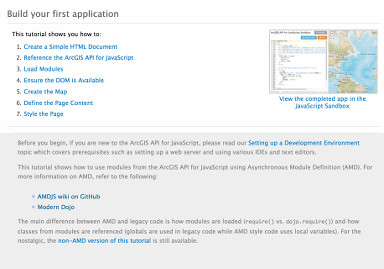 Build your first application
This tutorial shows you how to:
1. Create a Simple HTML Document
2. Reference the ArcGIS API for JavaScript
3. Load Modules
4. Ensure the DOM is Available
5. Create the Map
6. Define the Page Content
7. Style the Page
View the completed app in the
JavaScript Sandbox
Before you begin, if you are new to the ArcGIS API for JavaScript, please read our Setting up a Development Environment
topic which covers prerequisites such as setting up a web server and using various IDEs and text editors.
This tutorial shows how to use modules from the ArcGIS API for JavaScript using Asynchronous Module Definition (AMD). For
more information on AMD, refer to the following:
AMDJS wiki on GitHub
Modern Dojo
The main difference between AMD and legacy code is how modules are loaded (require() vs. dojo.require()) and how
classes from modules are referenced (globals are used in legacy code while AMD style code uses local variables). For the
nostalgic, the non-AMD version of this tutorial is still available.